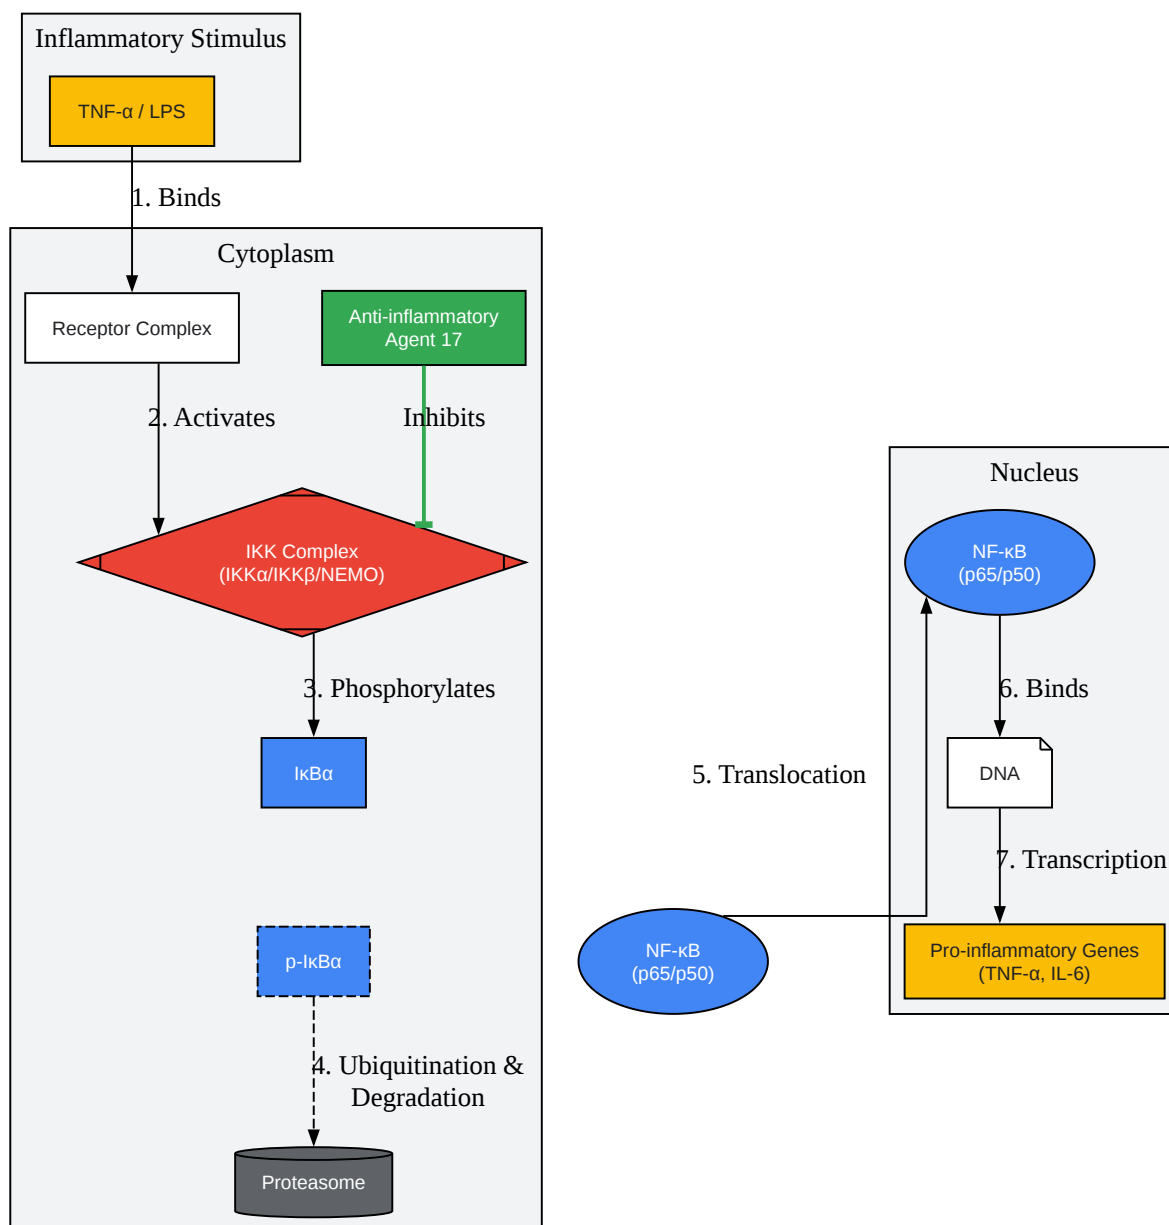 Inflammatory Stimulus
TNF-α / LPS
1. Binds
Cytoplasm
Receptor Complex
Anti-inflammatory
Agent 17
2. Activates
Inhibits
IKK Complex
(IKKα/IKKβ/NEMO)
3. Phosphorylates
IκBα
p-IκBα
4. Ubiquitination &
Degradation
Proteasome
NF-κB
(p65/p50)
5. Translocation
Nucleus
NF-κB
(p65/p50)
6. Binds
DNA
7. Transcription
Pro-inflammatory Genes
(TNF-α, IL-6)